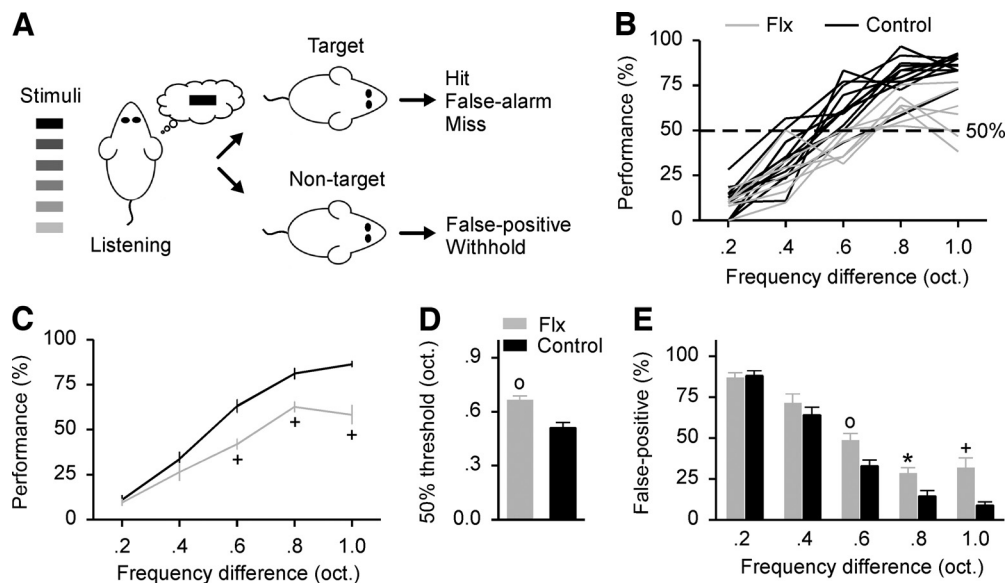 A
Stimuli
Listening
Target
Hit
False-alarm
Miss
Non-target
False-positive
Withhold
B
Flx Control
Performance (%)
100
75
50
25
0
50%
.2 .4 .6 .8 1.0
Frequency difference (oct.)
C
Performance (%)
100
75
50
25
0
+ + +
.2 .4 .6 .8 1.0
Frequency difference (oct.)
D
Flx
Control
50% threshold (oct.)
.9
.6
.3
0.0
o
E
False-positive (%)
100
75
50
25
0
o * +
.2 .4 .6 .8 1.0
Frequency difference (oct.)